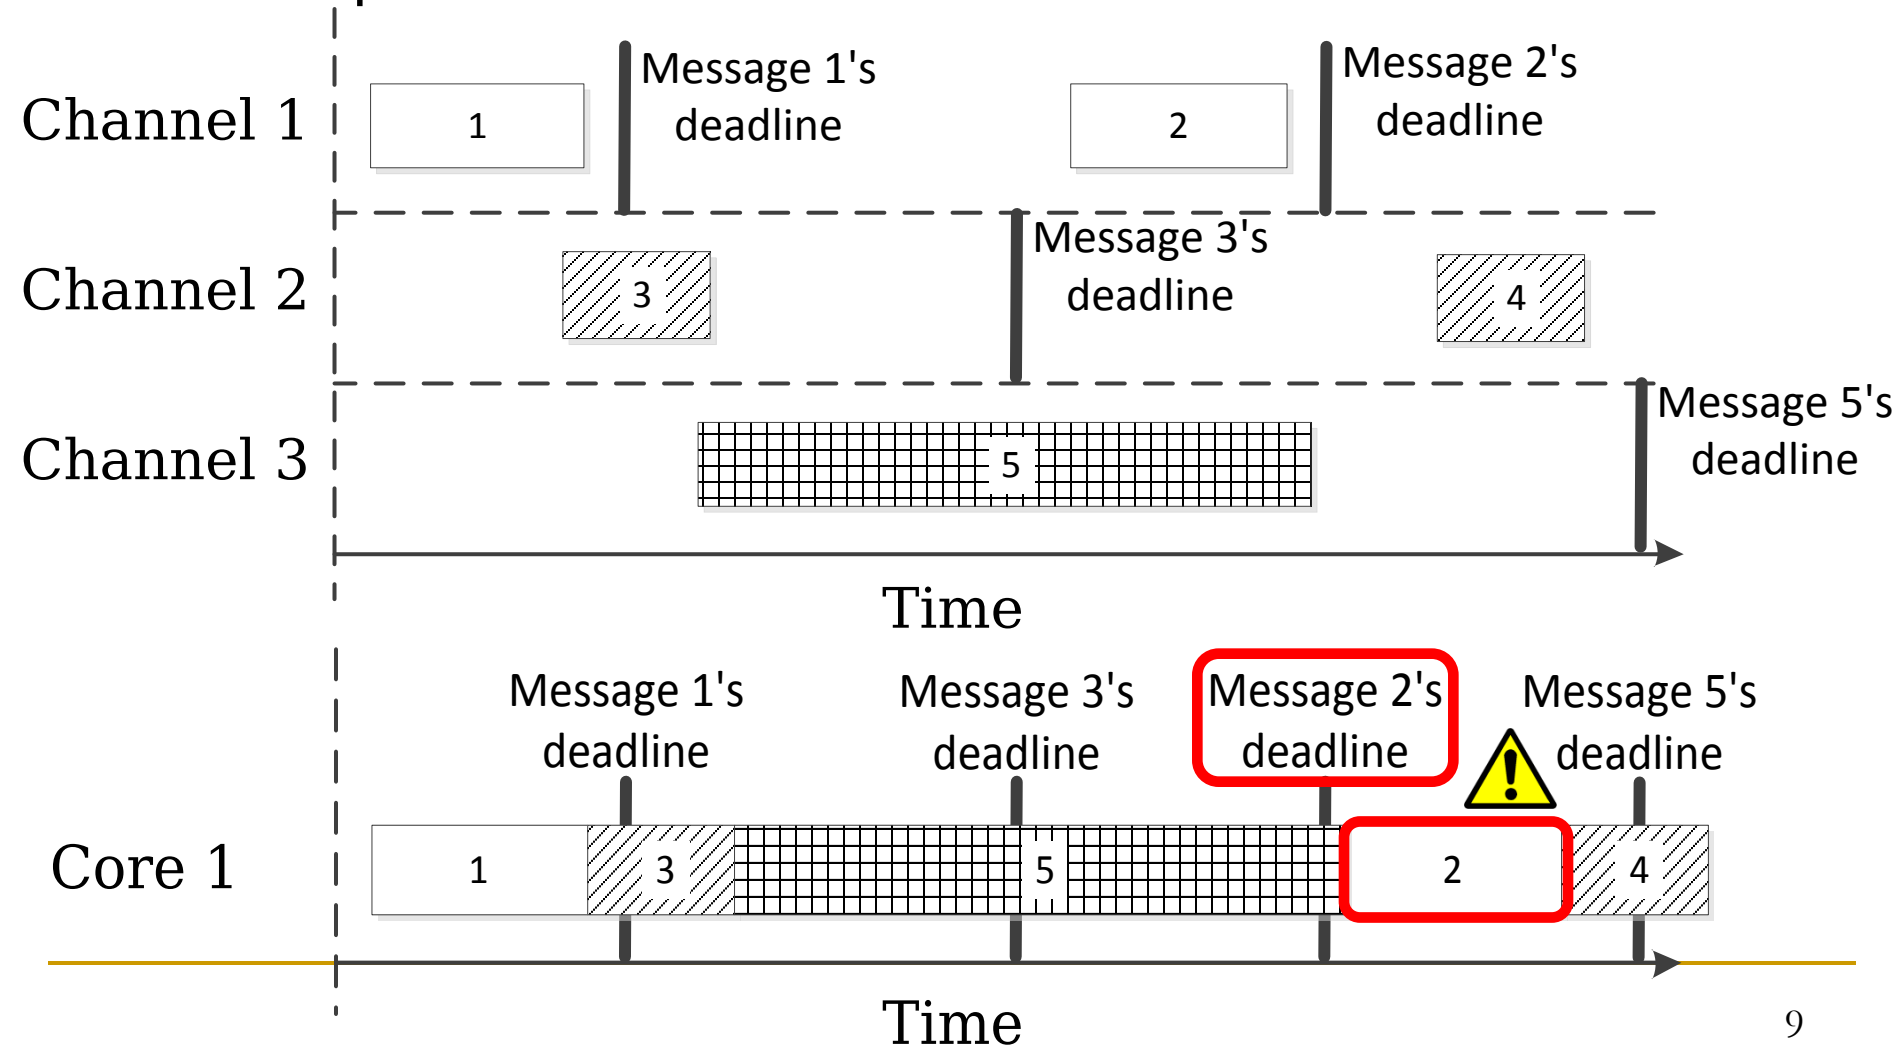 Message 1's
deadline
Message 2's
deadline
Channel 1
1
2
Message 3's
deadline
Channel 2
3
4
Message 5's
deadline
Channel 3
5
Time
Message 1's
deadline
Message 3's
deadline
Message 2's
deadline
Message 5's
deadline
Core 1
1
3
5
2
4
Time
9